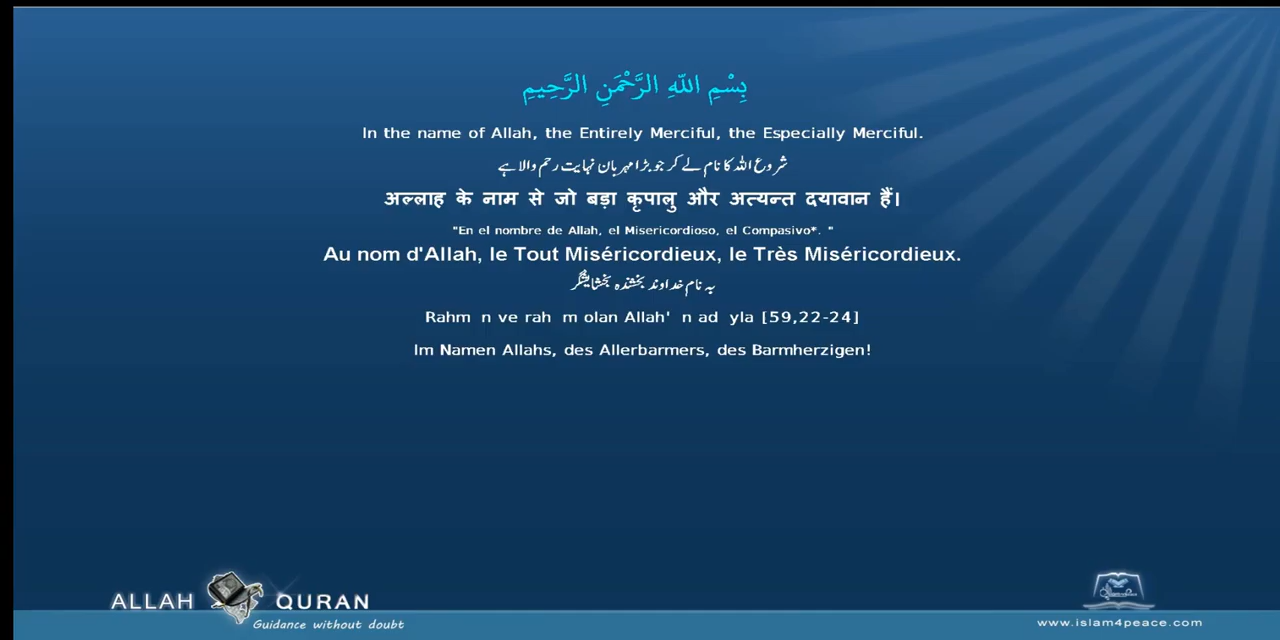 بِسْمِ اللَّهِ الرَّحْمَنِ الرَّحِيمِ
In the name of Allah, the Entirely Merciful, the Especially Merciful.
شروع الله کا نام لے کر جو بڑا مہربان نہایت رحم والا ہے
अल्लाह के नाम से जो बड़ा कृपालु और अत्यन्त दयावान हैं।
"En el nombre de Allah, el Misericordioso, el Compasivo*. "
Au nom d'Allah, le Tout Miséricordieux, le Très Miséricordieux.
به نام خداوند بخشنده بخشایشگر
Rahm n ve rah m olan Allah' n ad yla [59,22-24]
Im Namen Allahs, des Allerbarmers, des Barmherzigen!
ALLAH QURAN
Guidance without doubt
www.islam4peace.com